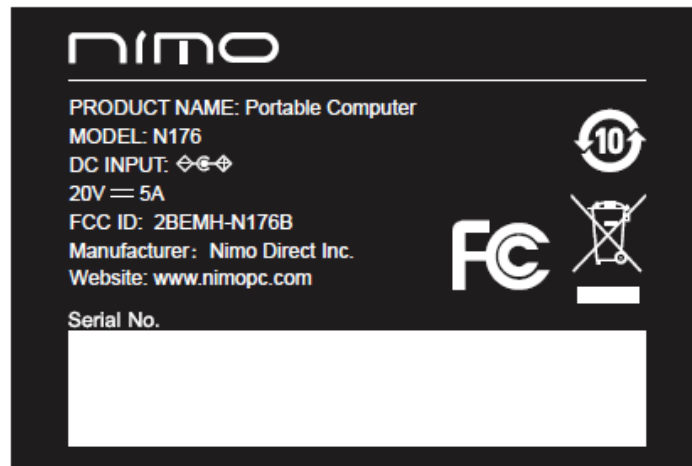 nimo
PRODUCT NAME: Portable Computer
MODEL: N176
DC INPUT:
20V ⎓ 5A
FCC ID: 2BEMH-N176B
Manufacturer: Nimo Direct Inc.
Website: www.nimopc.com
10
FC
Serial No.